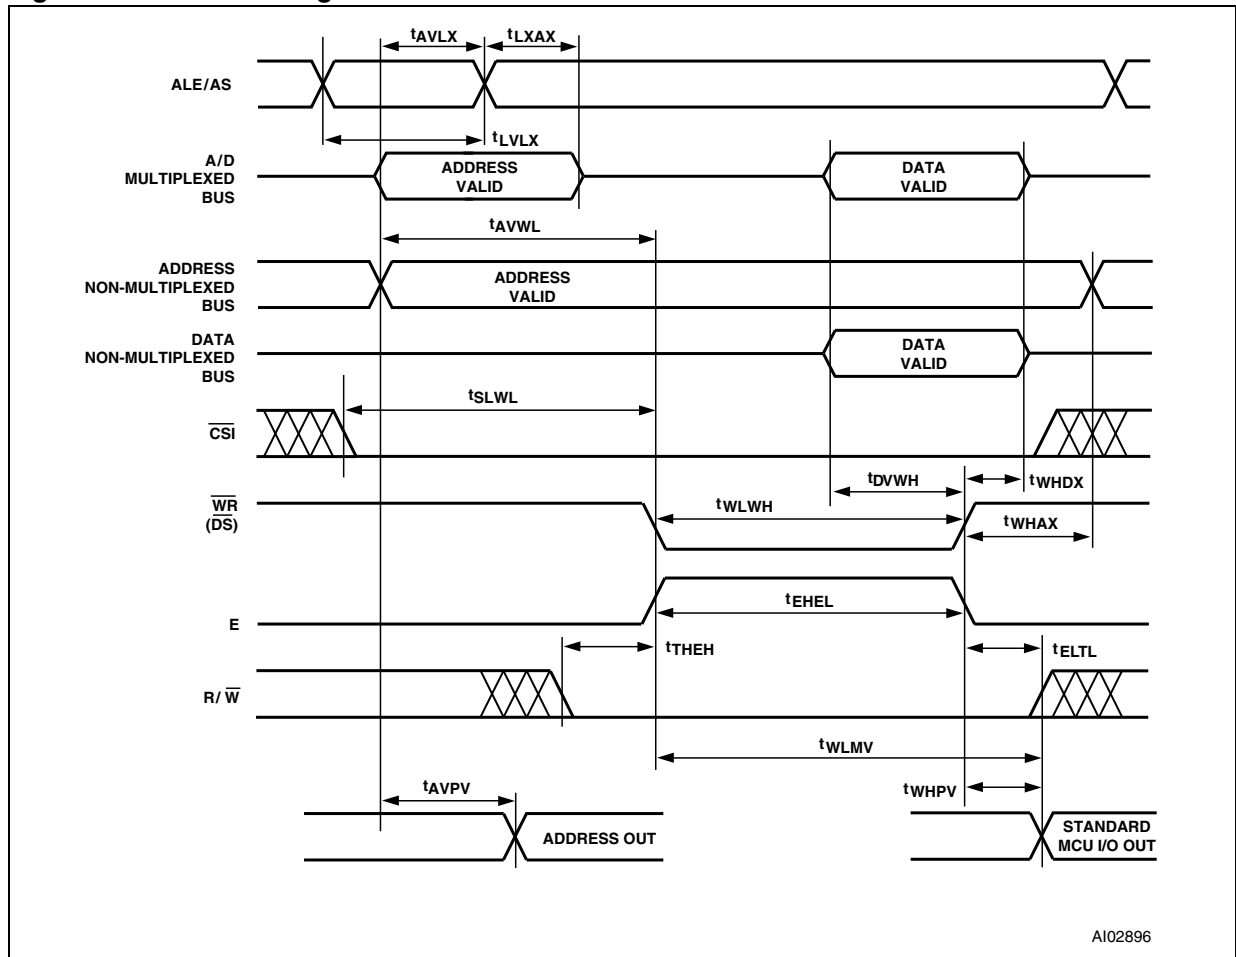 tAVLX tLXAX
ALE/AS
tLVLX
A/D
MULTIPLEXED
BUS
ADDRESS
VALID
DATA
VALID
tAVWL
ADDRESS
NON-MULTIPLEXED
BUS
ADDRESS
VALID
DATA
NON-MULTIPLEXED
BUS
DATA
VALID
tSLWL
CSI
tDVWH tWHDX
WR
(DS)
tWLWH
tWHAX
tEHEL
E
tTHEH tELTL
R/ W
tWLMV
tAVPV tWHPV
ADDRESS OUT
STANDARD
MCU I/O OUT
AI02896